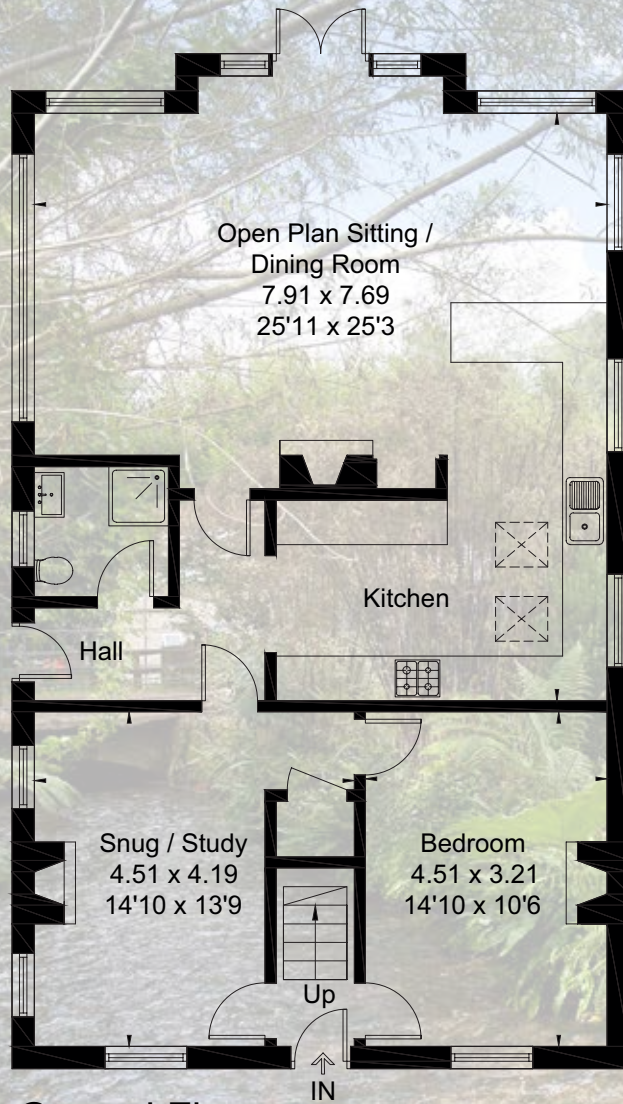 Open Plan Sitting /
Dining Room
7.91 x 7.69
25'11 x 25'3
Kitchen
Hall
Snug / Study
4.51 x 4.19
14'10 x 13'9
Bedroom
4.51 x 3.21
14'10 x 10'6
Up
IN